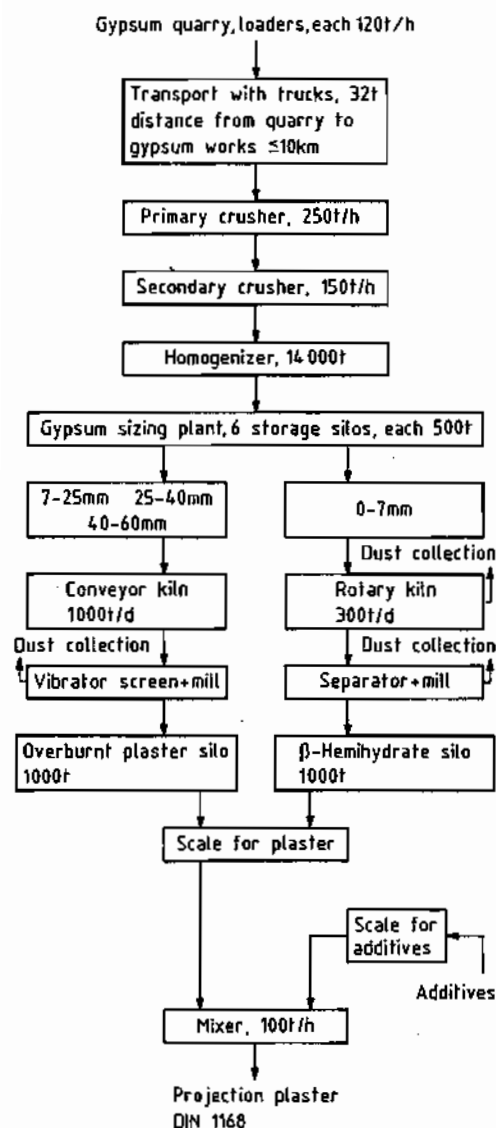 Gypsum quarry, loaders, each 120t/h
Transport with trucks, 32t
distance from quarry to
gypsum works ≤10km
Primary crusher, 250t/h
Secondary crusher, 150t/h
Homogenizer, 14000t
Gypsum sizing plant, 6 storage silos, each 500t
7-25mm 25-40mm
40-60mm
0-7mm
Dust collection
Conveyor kiln
1000t/d
Rotary kiln
300t/d
Dust collection
Dust collection
Vibrator screen+mill
Separator+mill
Overburnt plaster silo
1000t
β-Hemihydrate silo
1000t
Scale for plaster
Scale for
additives
Additives
Mixer, 100t/h
Projection plaster
DIN 1168